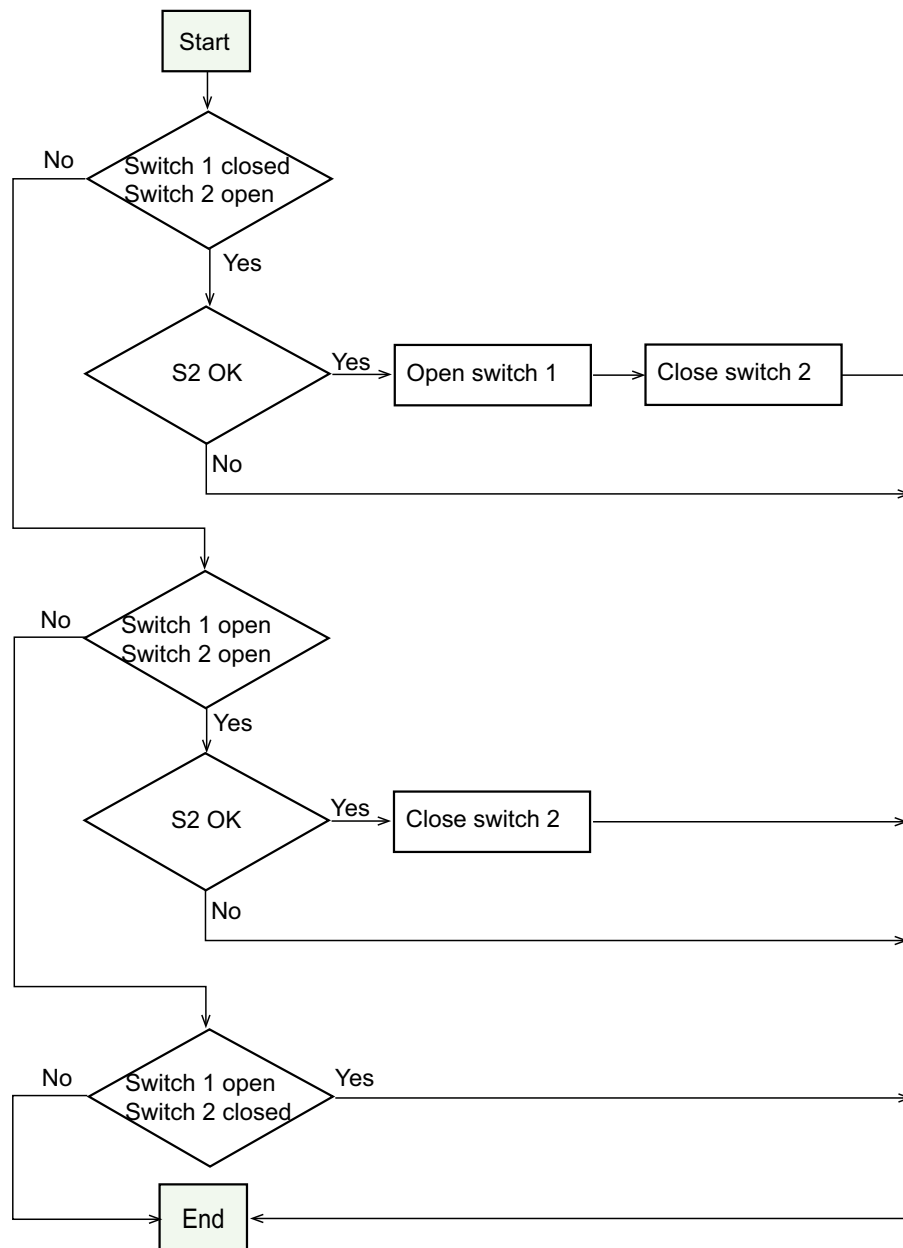 Start
No
Switch 1 closed
Switch 2 open
Yes
S2 OK
Yes
Open switch 1
Close switch 2
No
No
Switch 1 open
Switch 2 open
Yes
S2 OK
Yes
Close switch 2
No
No
Switch 1 open
Switch 2 closed
Yes
End